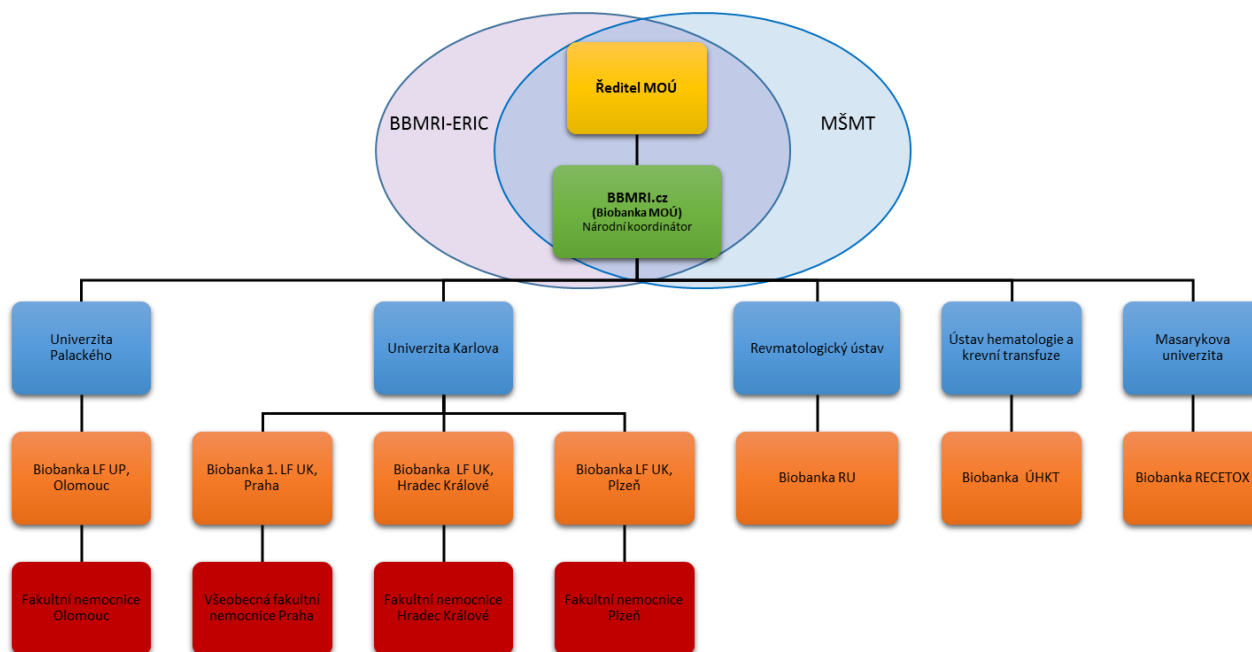 Ředitel MOÚ
BBMRI-ERIC
MŠMT
BBMRI.cz
(Biobanka MOÚ)
Národní koordinátor
Univerzita
Palackého
Univerzita Karlova
Revmatologický ústav
Ústav hematologie a
krevní transfuze
Masarykova
univerzita
Biobanka LF UP,
Olomouc
Biobanka 1. LF UK,
Praha
Biobanka LF UK,
Hradec Králové
Biobanka LF UK,
Plzeň
Biobanka RU
Biobanka ÚHKT
Biobanka RECETOX
Fakultní nemocnice
Olomouc
Všeobecná fakultní
nemocnice Praha
Fakultní nemocnice
Hradec Králové
Fakultní nemocnice
Plzeň